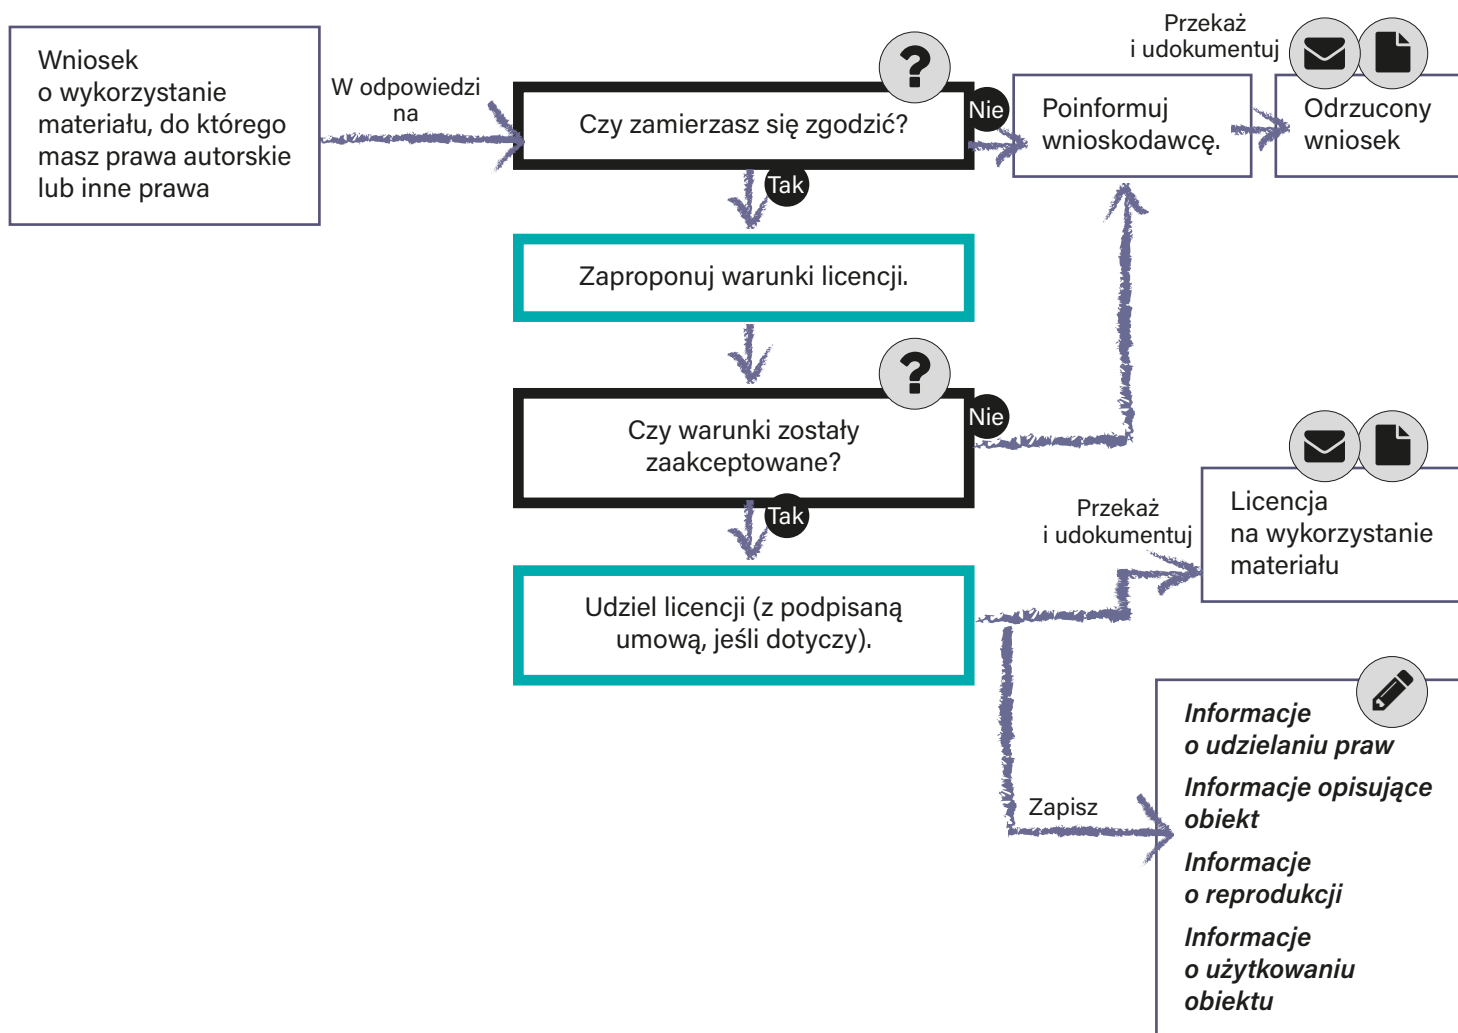 Wniosek
o wykorzystanie
materiału, do którego
masz prawa autorskie
lub inne prawa
W odpowiedzi
na
?
Czy zamierzasz się zgodzić?
Nie
Poinformuj
wnioskodawcę.
Przekaż
i udokumentuj
Odrzucony
wniosek
Tak
Zaproponuj warunki licencji.
?
Czy warunki zostały
zaakceptowane?
Nie
Tak
Udziel licencji (z podpisaną
umową, jeśli dotyczy).
Przekaż
i udokumentuj
Licencja
na wykorzystanie
materiału
Zapisz
Informacje
o udzielaniu praw
Informacje opisujące
obiekt
Informacje
o reprodukcji
Informacje
o użytkowaniu
obiektu